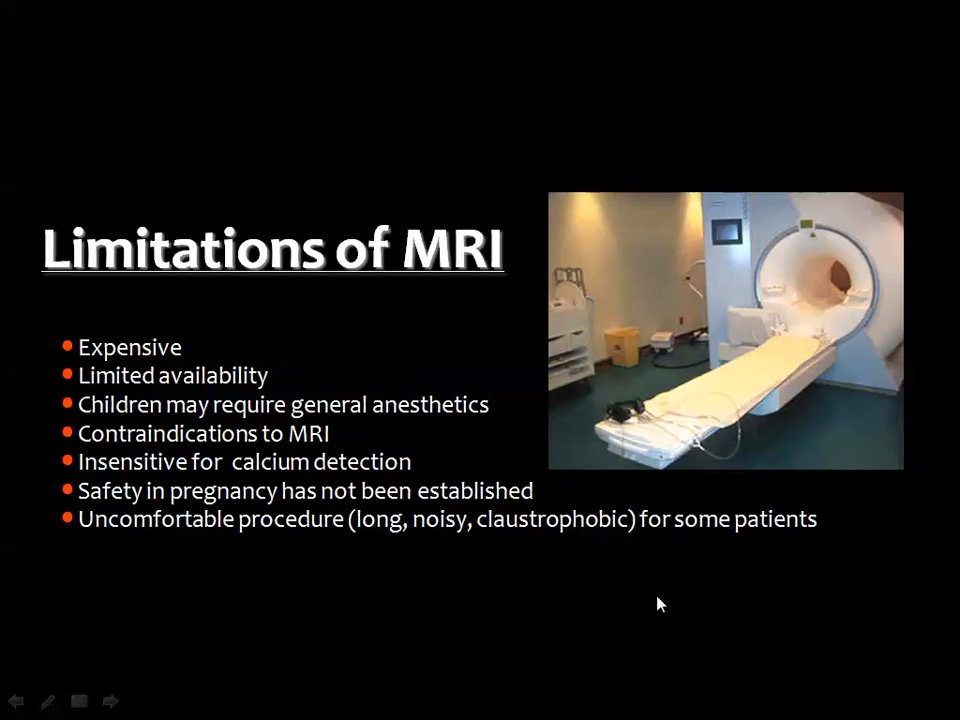 Limitations of MRI
• Expensive
• Limited availability
• Children may require general anesthetics
• Contraindications to MRI
• Insensitive for  calcium detection
• Safety in pregnancy has not been established
• Uncomfortable procedure (long, noisy, claustrophobic) for some patients